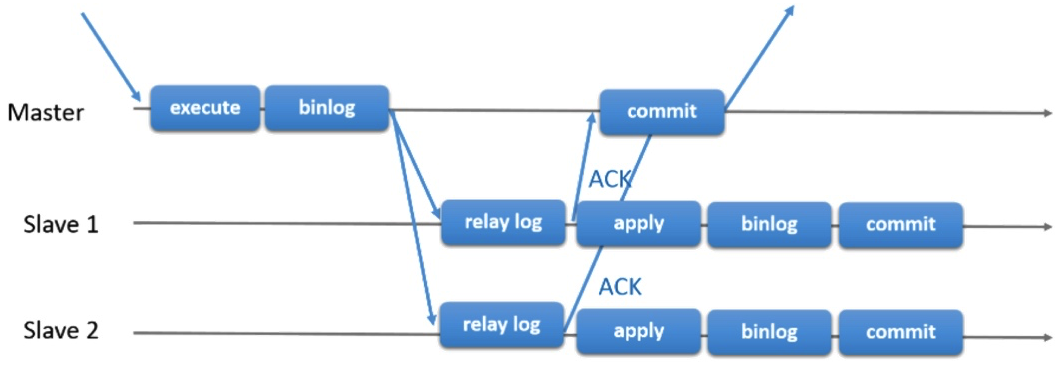 Master execute binlog commit
ACK
Slave 1 relay log apply binlog commit
ACK
Slave 2 relay log apply binlog commit